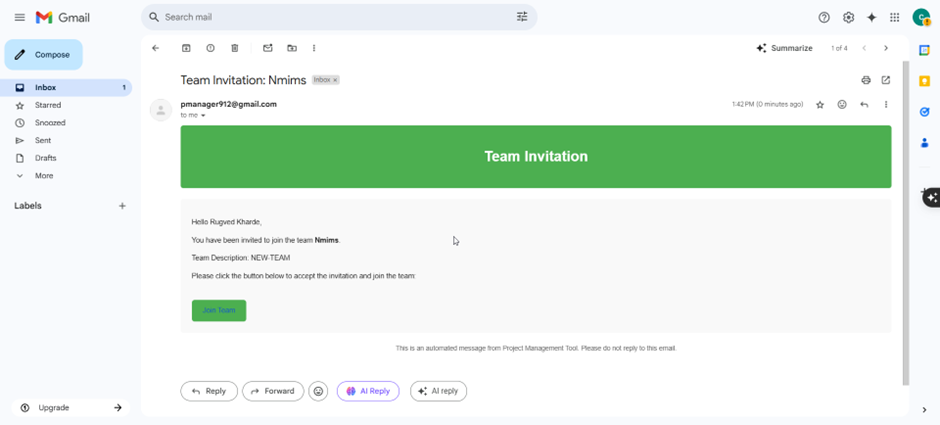 Gmail
Search mail
Compose
Summarize
1 of 4
Inbox 1
Starred
Snoozed
Sent
Drafts
More
Labels
Upgrade
Team Invitation: Nmims Inbox ×
pmanager912@gmail.com
1:42 PM (0 minutes ago)
to me
Team Invitation
Hello Rugved Kharde,
You have been invited to join the team Nmims.
Team Description: NEW-TEAM
Please click the button below to accept the invitation and join the team:
Join Team
This is an automated message from Project Management Tool. Please do not reply to this email.
Reply
Forward
AI Reply
AI reply